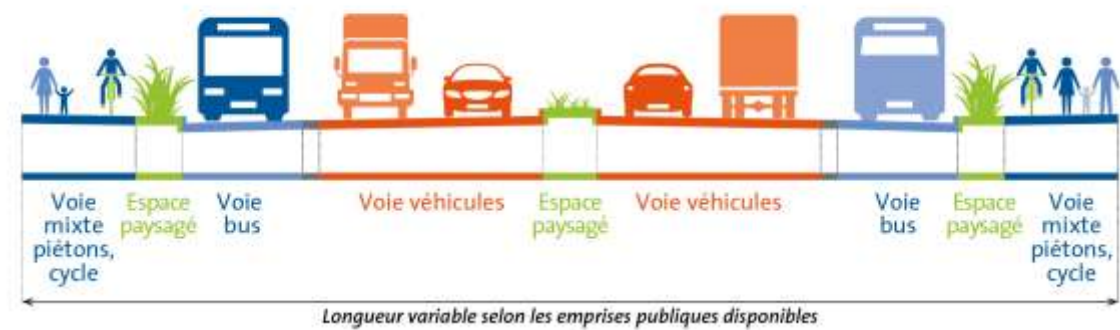 Voie
mixte
piétons,
cycle
Espace
paysagé
Voie
bus
Voie véhicules
Espace
paysagé
Voie véhicules
Voie
bus
Espace
paysagé
Voie
mixte
piétons,
cycle
Longueur variable selon les emprises publiques disponibles